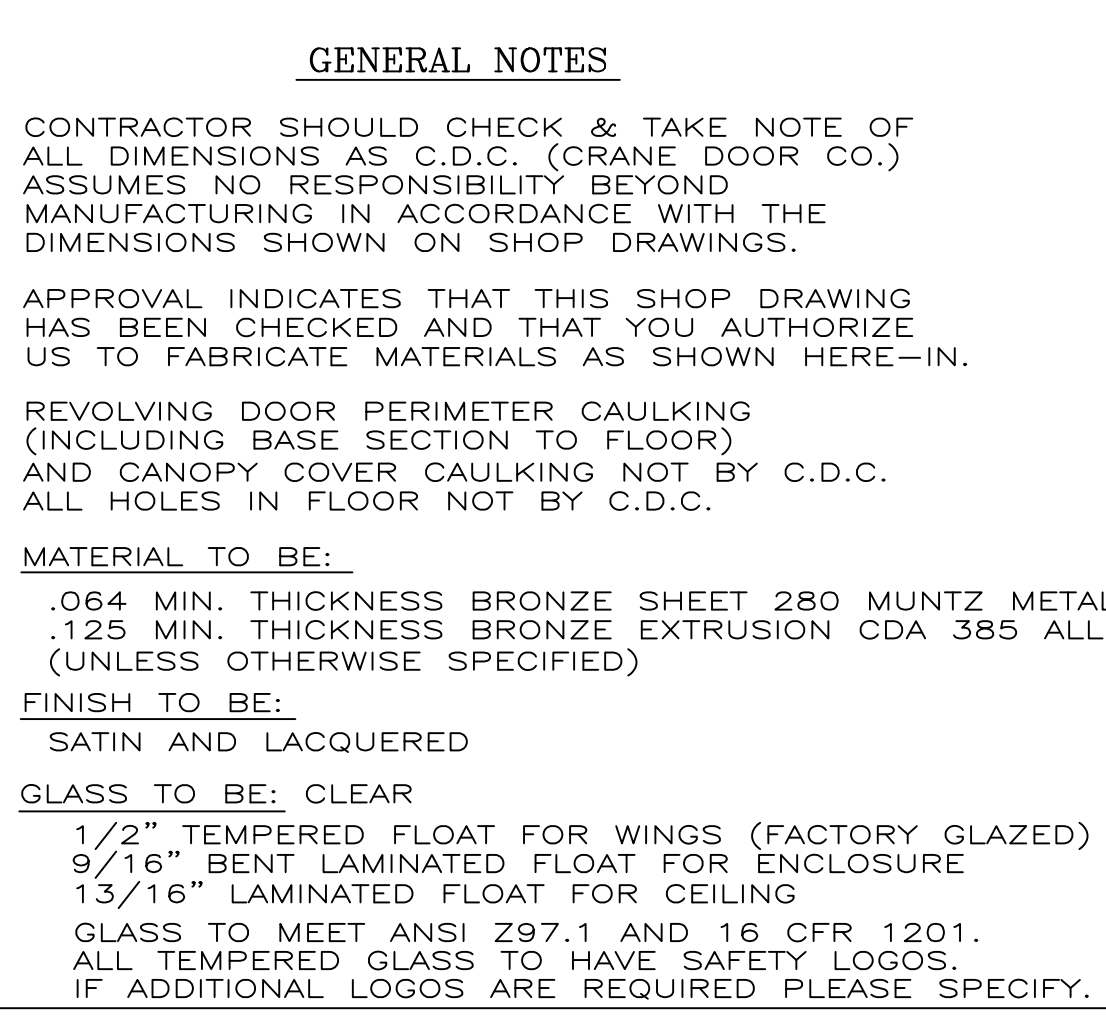 GENERAL NOTES
CONTRACTOR SHOULD CHECK & TAKE NOTE OF
ALL DIMENSIONS AS C.D.C. (CRANE DOOR CO.)
ASSUMES NO RESPONSIBILITY BEYOND
MANUFACTURING IN ACCORDANCE WITH THE
DIMENSIONS SHOWN ON SHOP DRAWINGS.
APPROVAL INDICATES THAT THIS SHOP DRAWING
HAS BEEN CHECKED AND THAT YOU AUTHORIZE
US TO FABRICATE MATERIALS AS SHOWN HERE–IN.
REVOLVING DOOR PERIMETER CAULKING
(INCLUDING BASE SECTION TO FLOOR)
AND CANOPY COVER CAULKING NOT BY C.D.C.
ALL HOLES IN FLOOR NOT BY C.D.C.
MATERIAL TO BE:
.064 MIN. THICKNESS BRONZE SHEET 280 MUNTZ METAL
.125 MIN. THICKNESS BRONZE EXTRUSION CDA 385 ALL
(UNLESS OTHERWISE SPECIFIED)
FINISH TO BE:
SATIN AND LACQUERED
GLASS TO BE: CLEAR
1/2” TEMPERED FLOAT FOR WINGS (FACTORY GLAZED)
9/16” BENT LAMINATED FLOAT FOR ENCLOSURE
13/16” LAMINATED FLOAT FOR CEILING
GLASS TO MEET ANSI Z97.1 AND 16 CFR 1201.
ALL TEMPERED GLASS TO HAVE SAFETY LOGOS.
IF ADDITIONAL LOGOS ARE REQUIRED PLEASE SPECIFY.